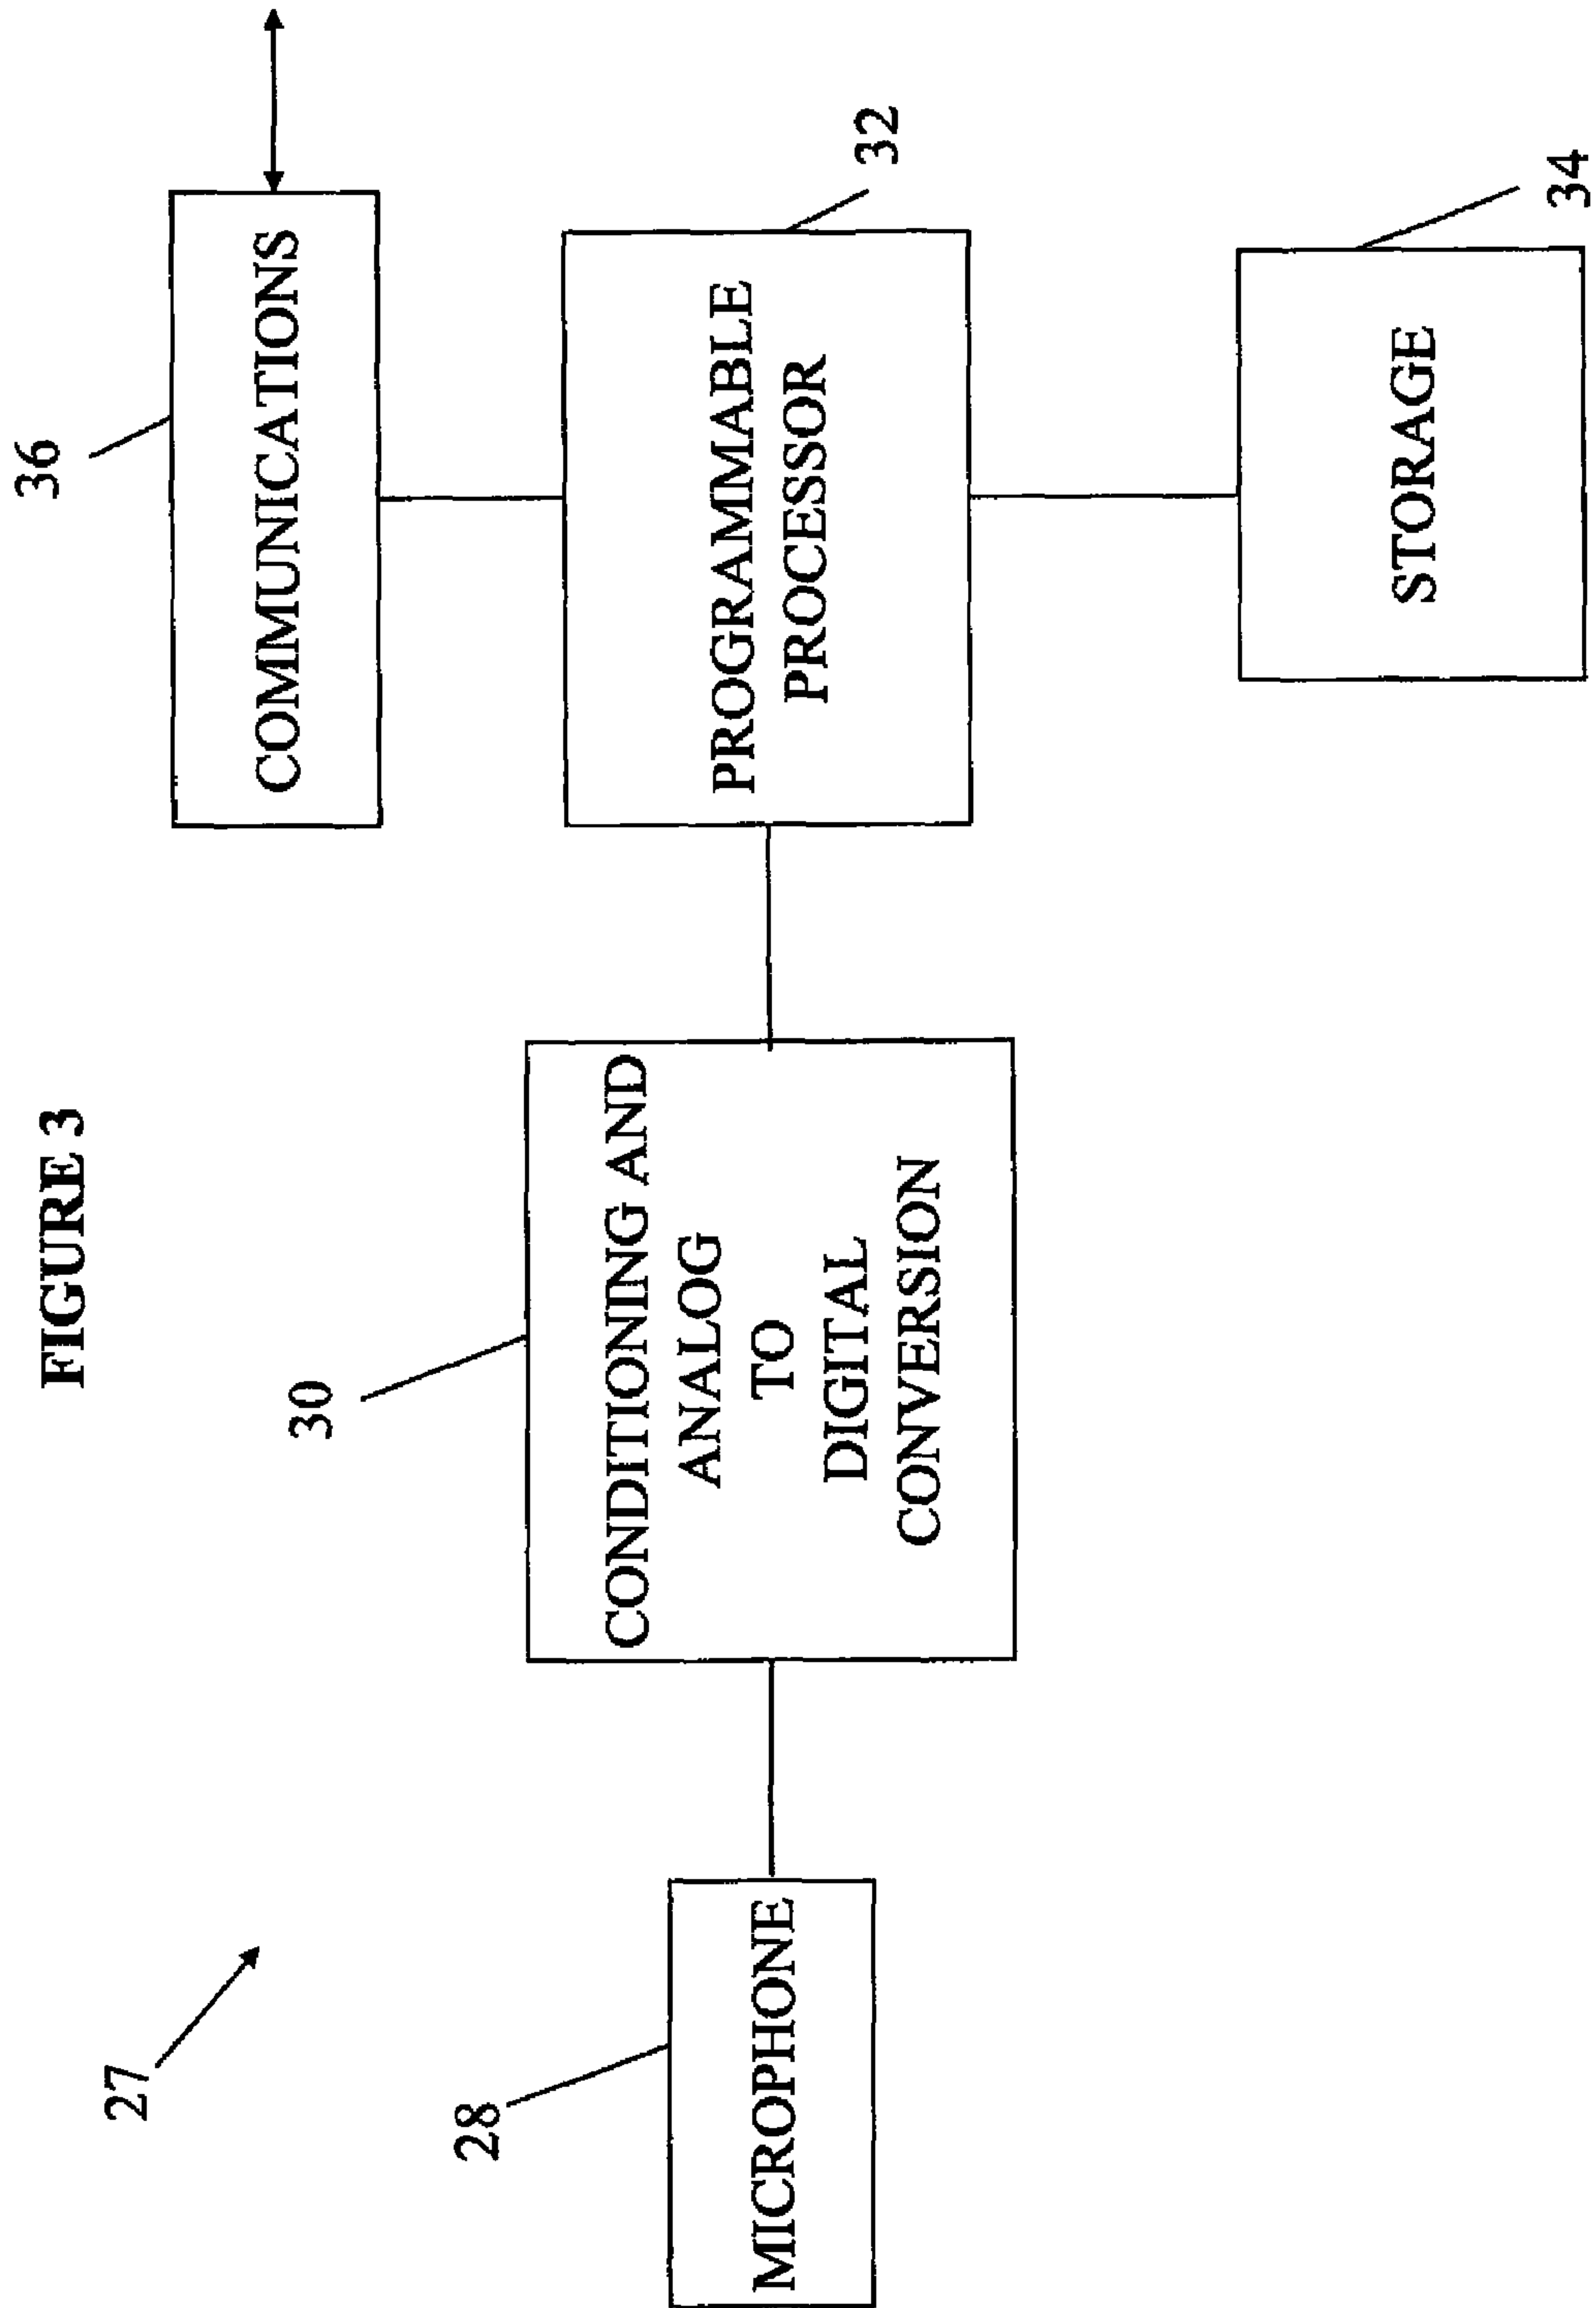 FIGURE 3
27
36
COMMUNICATIONS
30
28
MICROPHONE
CONDITIONING AND
ANALOG
TO
DIGITAL
CONVERSION
PROGRAMMABLE
PROCESSOR
32
STORAGE
34